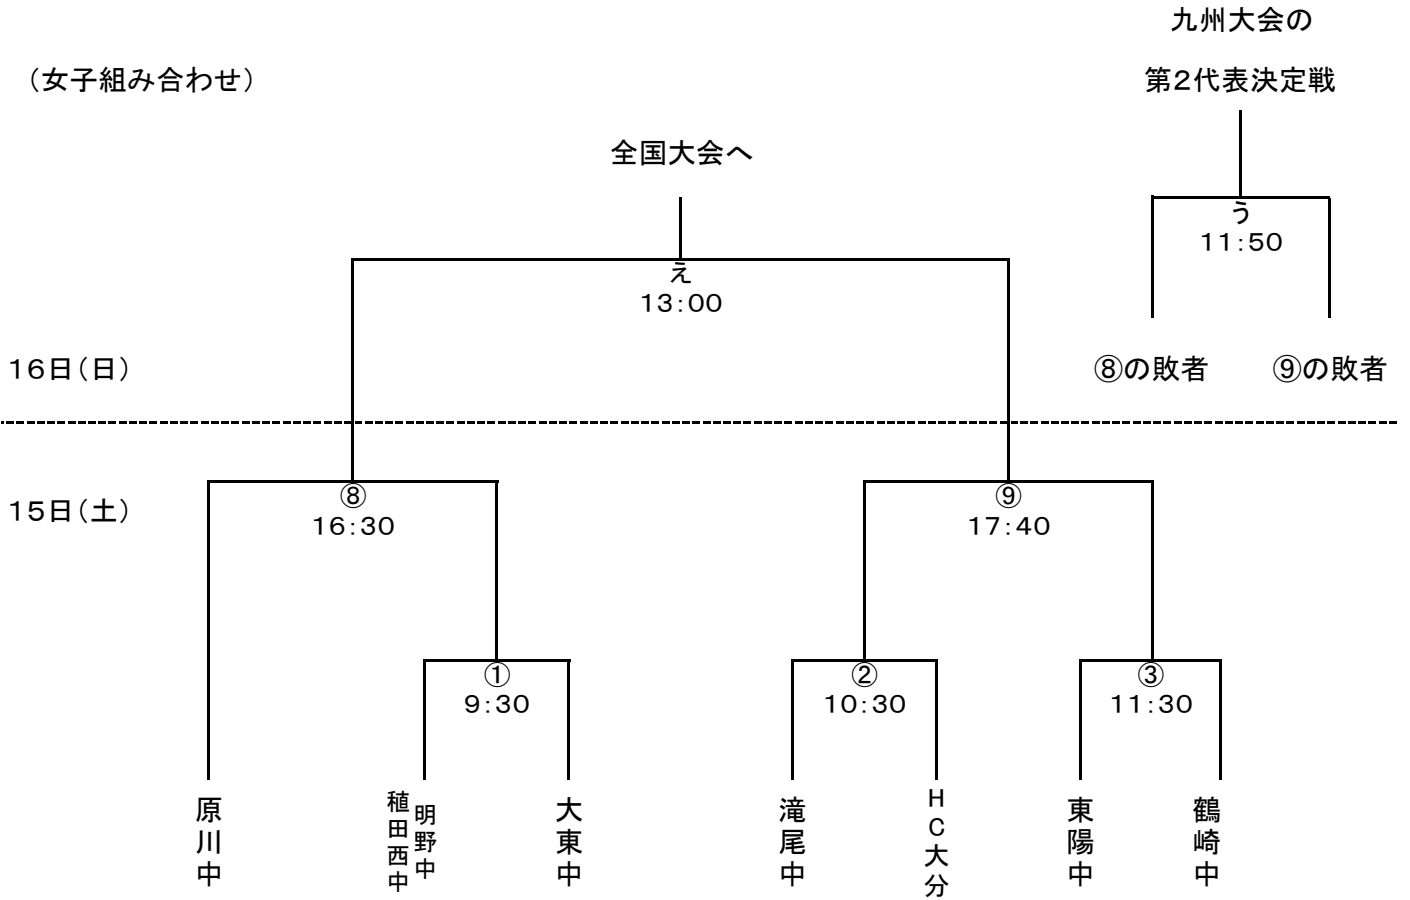 九州大会の
（女子組み合わせ）
第２代表決定戦
全国大会へ
う
１１：５０
え
１３：００
１６日（日）
⑧の敗者
⑨の敗者
１５日（土）
⑧
１６：３０
⑨
１７：４０
①
９：３０
②
１０：３０
③
１１：３０
原川中
稙田西中
明野中
大東中
滝尾中
ＨＣ大分
東陽中
鶴崎中